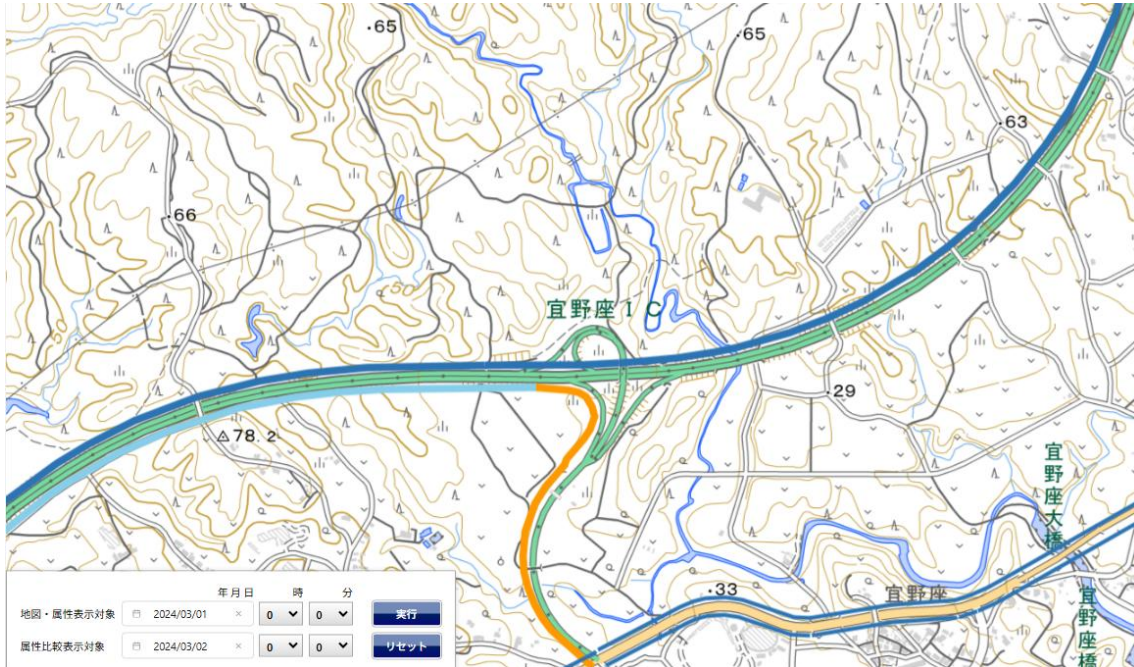 65
65
63
66
宜野座IC
50
29
78.2
宜野座大橋
33
宜野座
宜野座橋
年月日 時 分
地図・属性表示対象 2024/03/01 × 0 0 実行
属性比較表示対象 2024/03/02 × 0 0 リセット